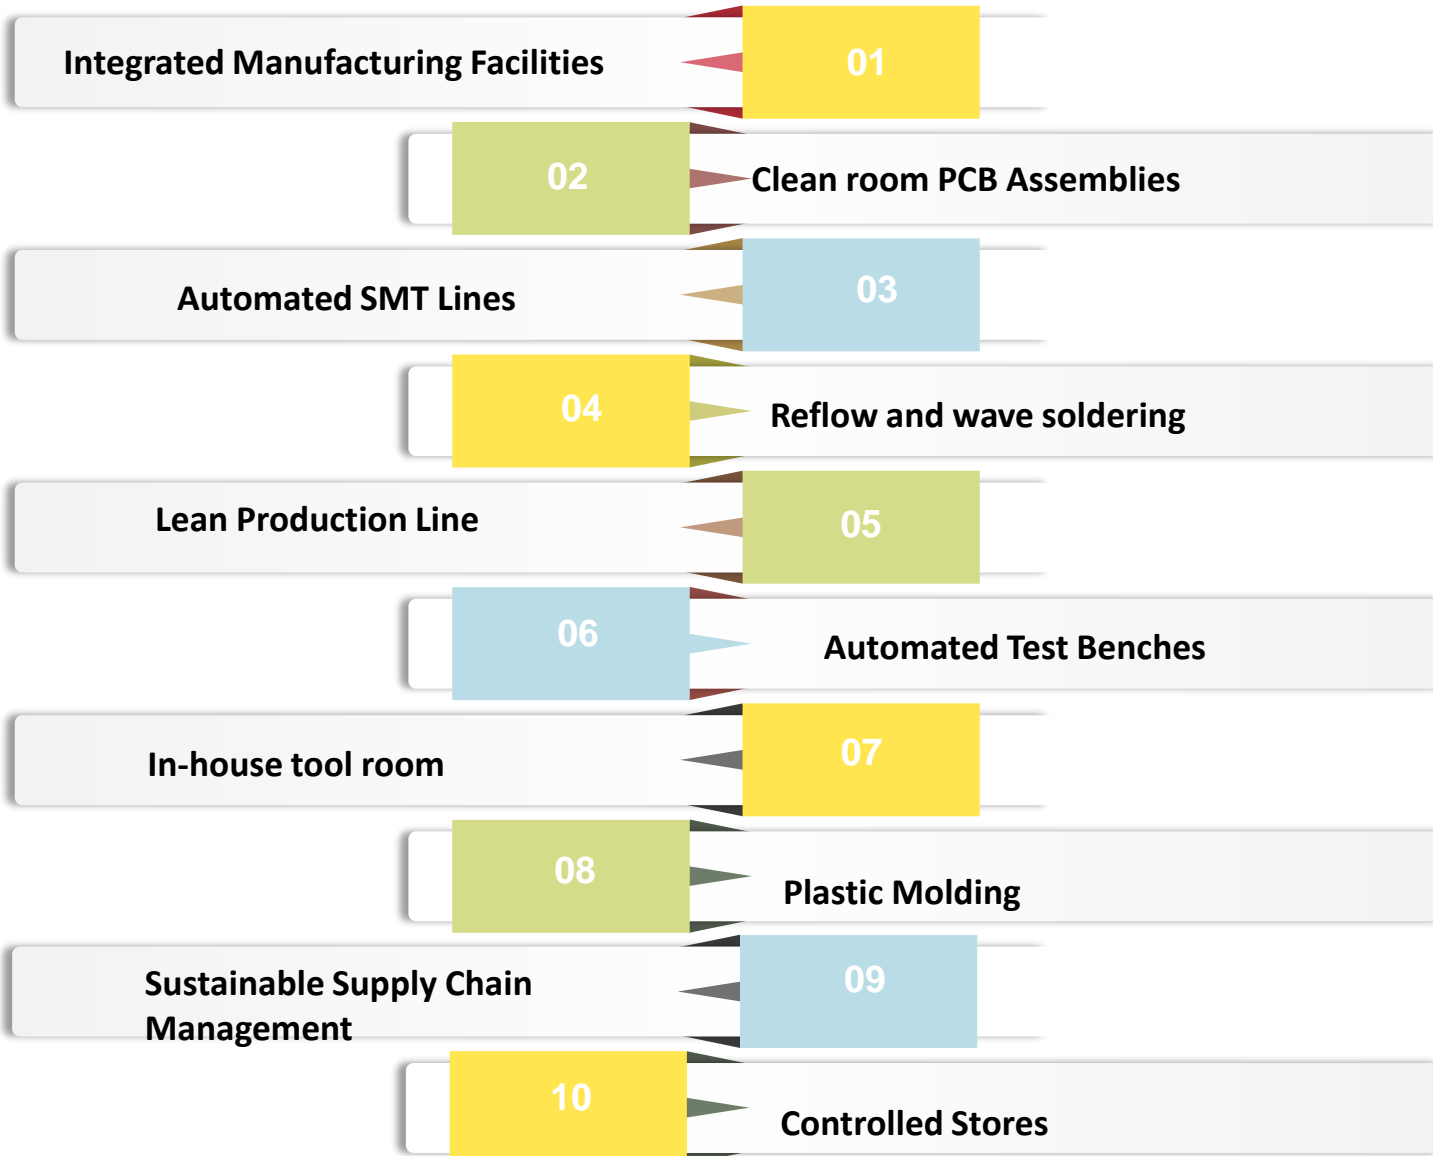 Integrated Manufacturing Facilities
01
02
Clean room PCB Assemblies
Automated SMT Lines
03
04
Reflow and wave soldering
Lean Production Line
05
06
Automated Test Benches
In-house tool room
07
08
Plastic Molding
Sustainable Supply Chain
Management
09
10
Controlled Stores